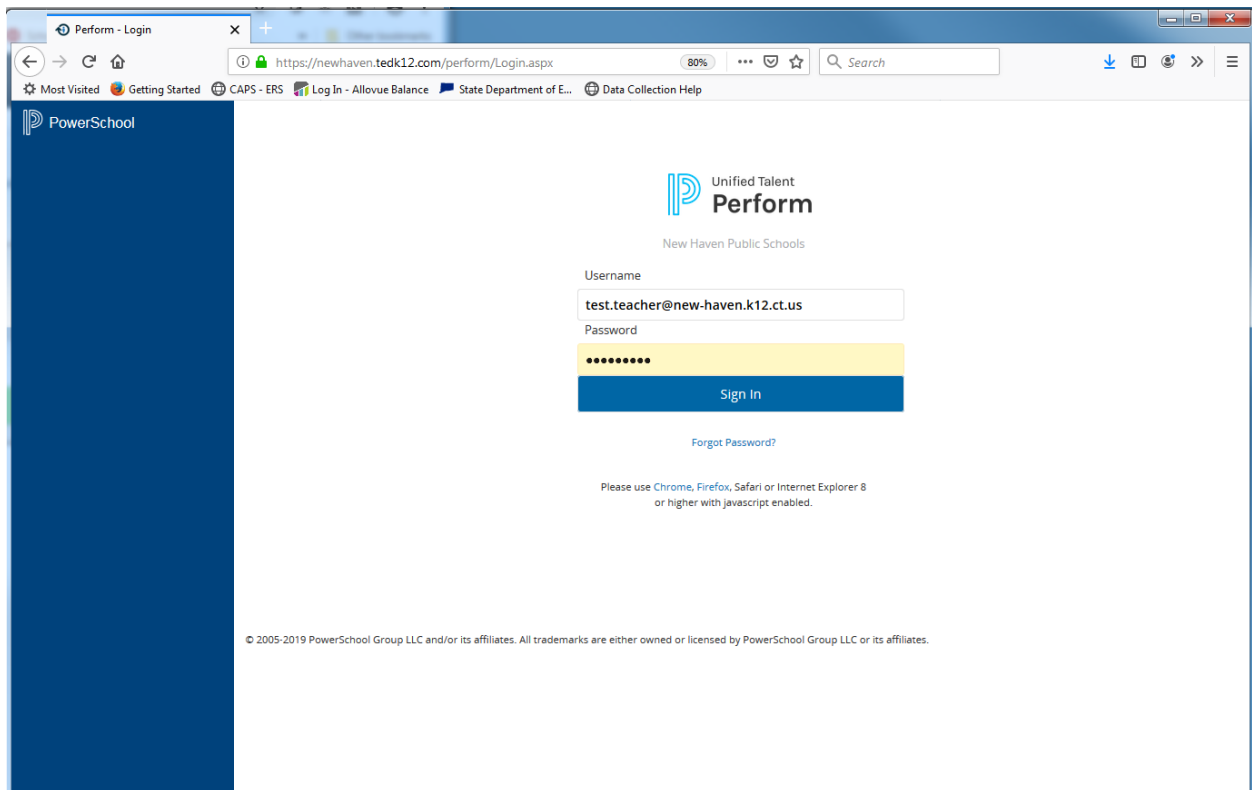 Perform - Login
https://newhaven.tedk12.com/perform/Login.aspx 80% Search
Most Visited Getting Started CAPS - ERS Log In - Allovue Balance State Department of E... Data Collection Help
PowerSchool
Unified Talent
Perform
New Haven Public Schools
Username
test.teacher@new-haven.k12.ct.us
Password
Sign In
Forgot Password?
Please use Chrome, Firefox, Safari or Internet Explorer 8
or higher with javascript enabled.
© 2005-2019 PowerSchool Group LLC and/or its affiliates. All trademarks are either owned or licensed by PowerSchool Group LLC or its affiliates.